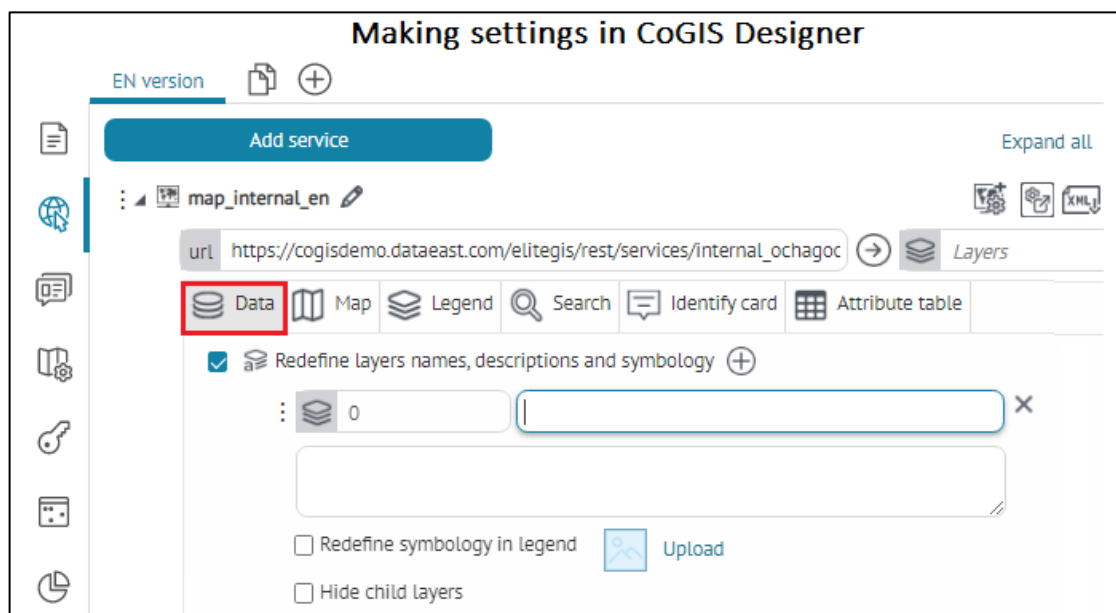 Making settings in CoGIS Designer
EN version
Add service
Expand all
map_internal_en
XML
url https://cogisdemo.dataeast.com/elitegis/rest/services/internal_ochagoc Layers
Data Map Legend Search Identify card Attribute table
a Redefine layers names, descriptions and symbology
0
Redefine symbology in legend Upload
Hide child layers